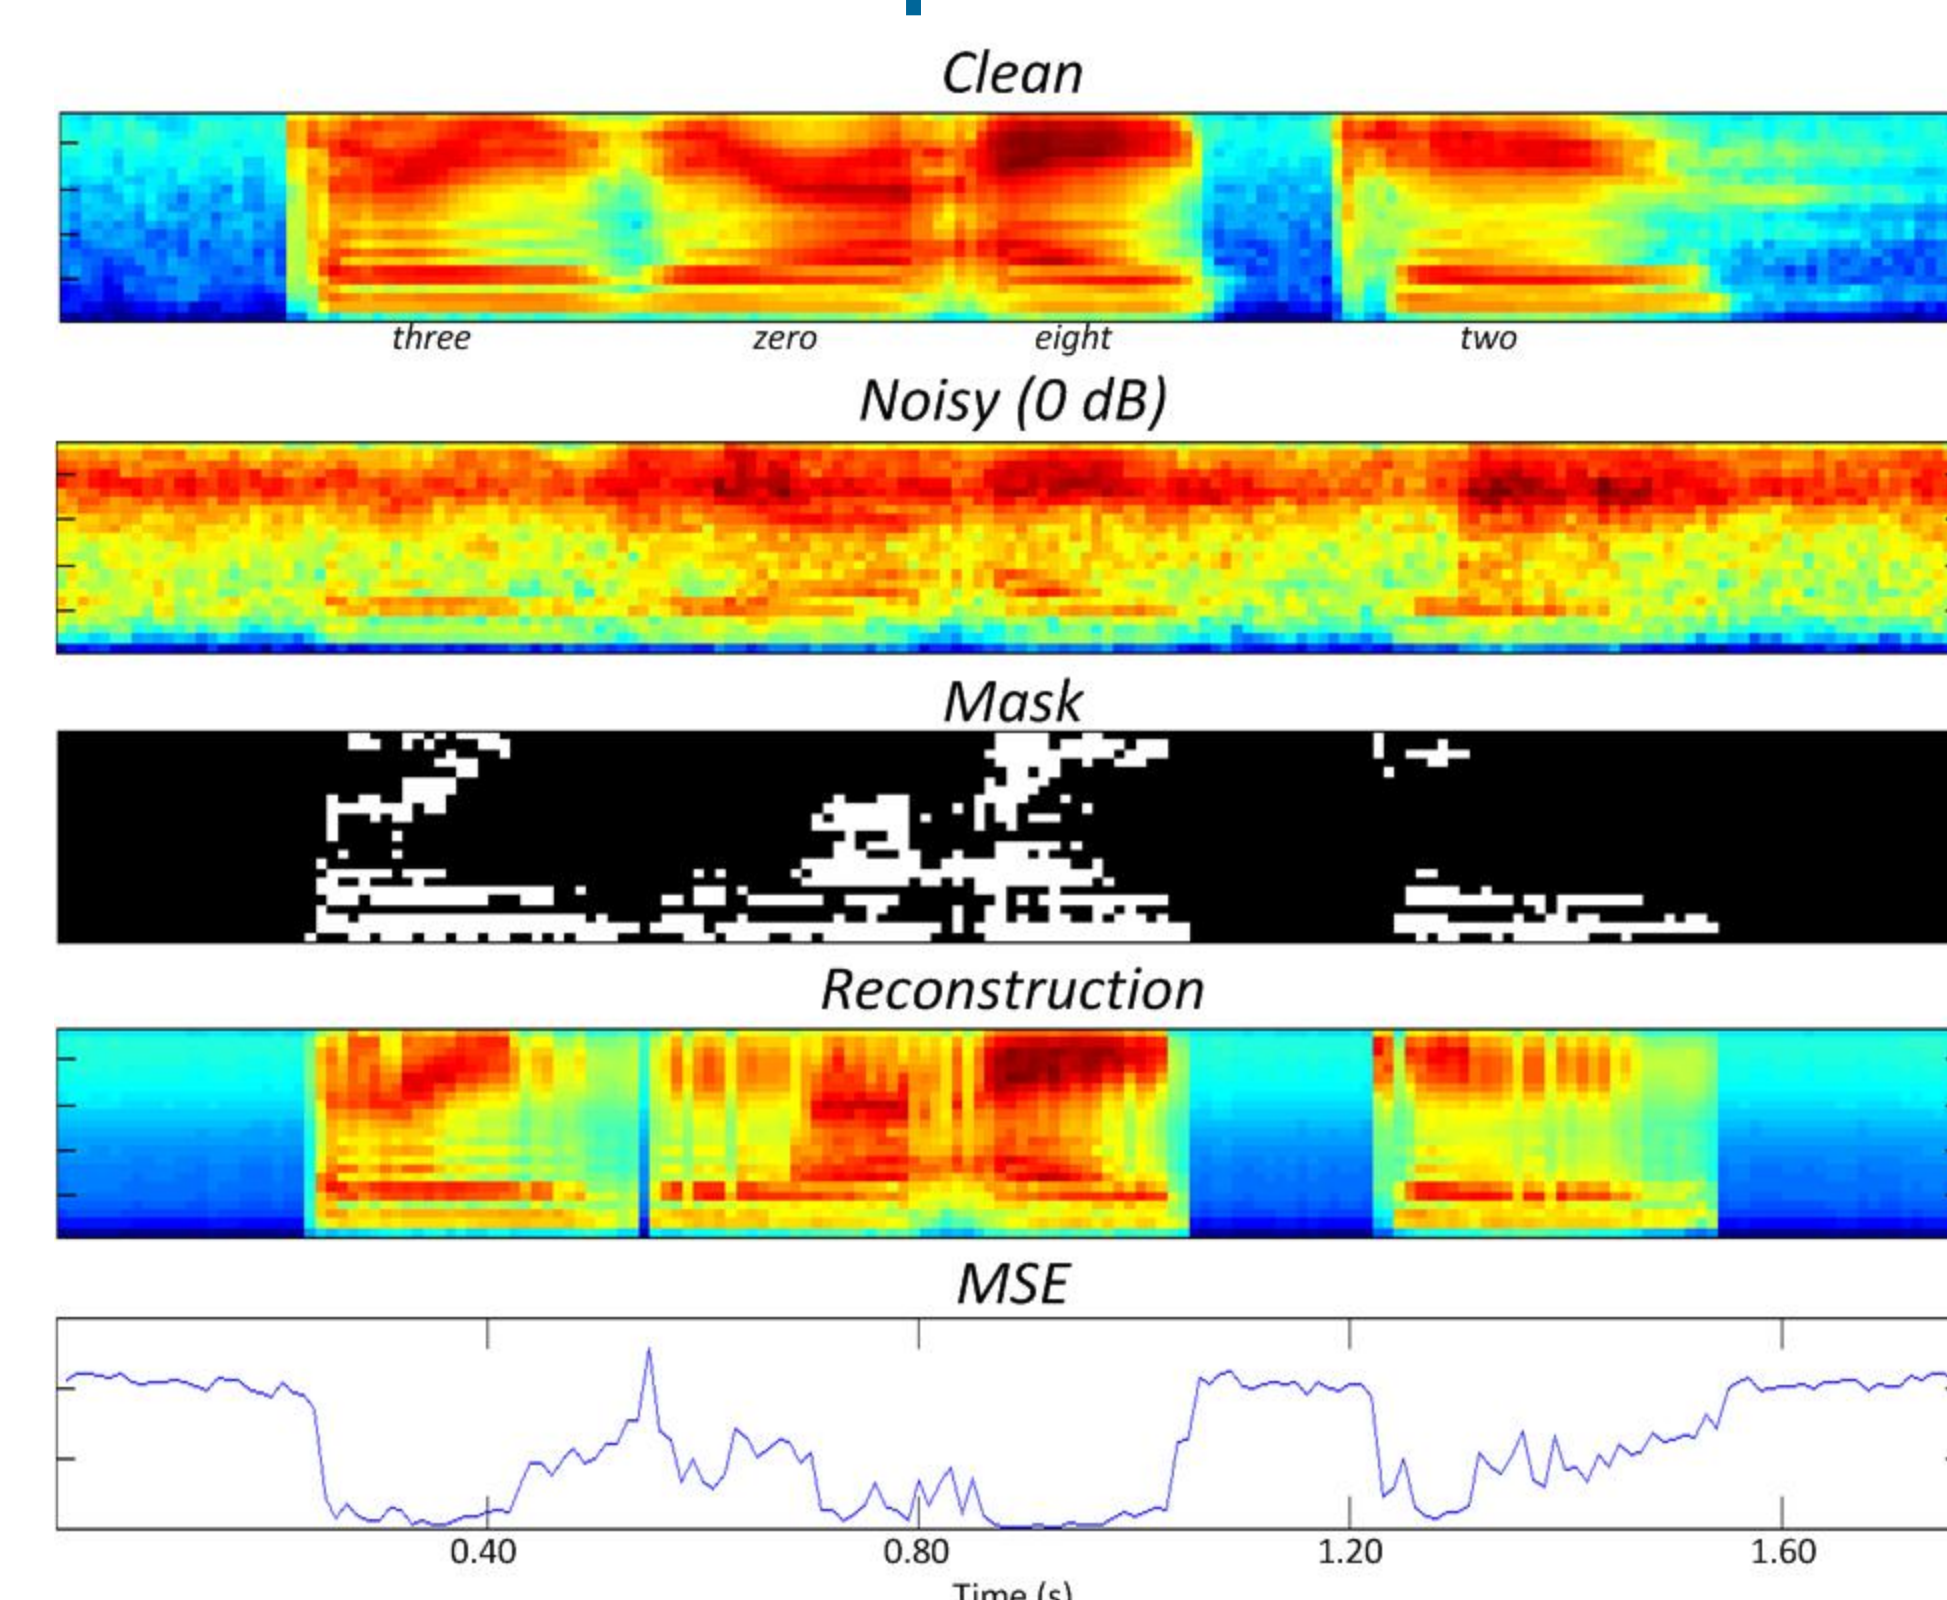 Clean
three zero eight two
Noisy (0 dB)
Mask
Reconstruction
MSE
0.40 0.80 1.20 1.60
Time (s)